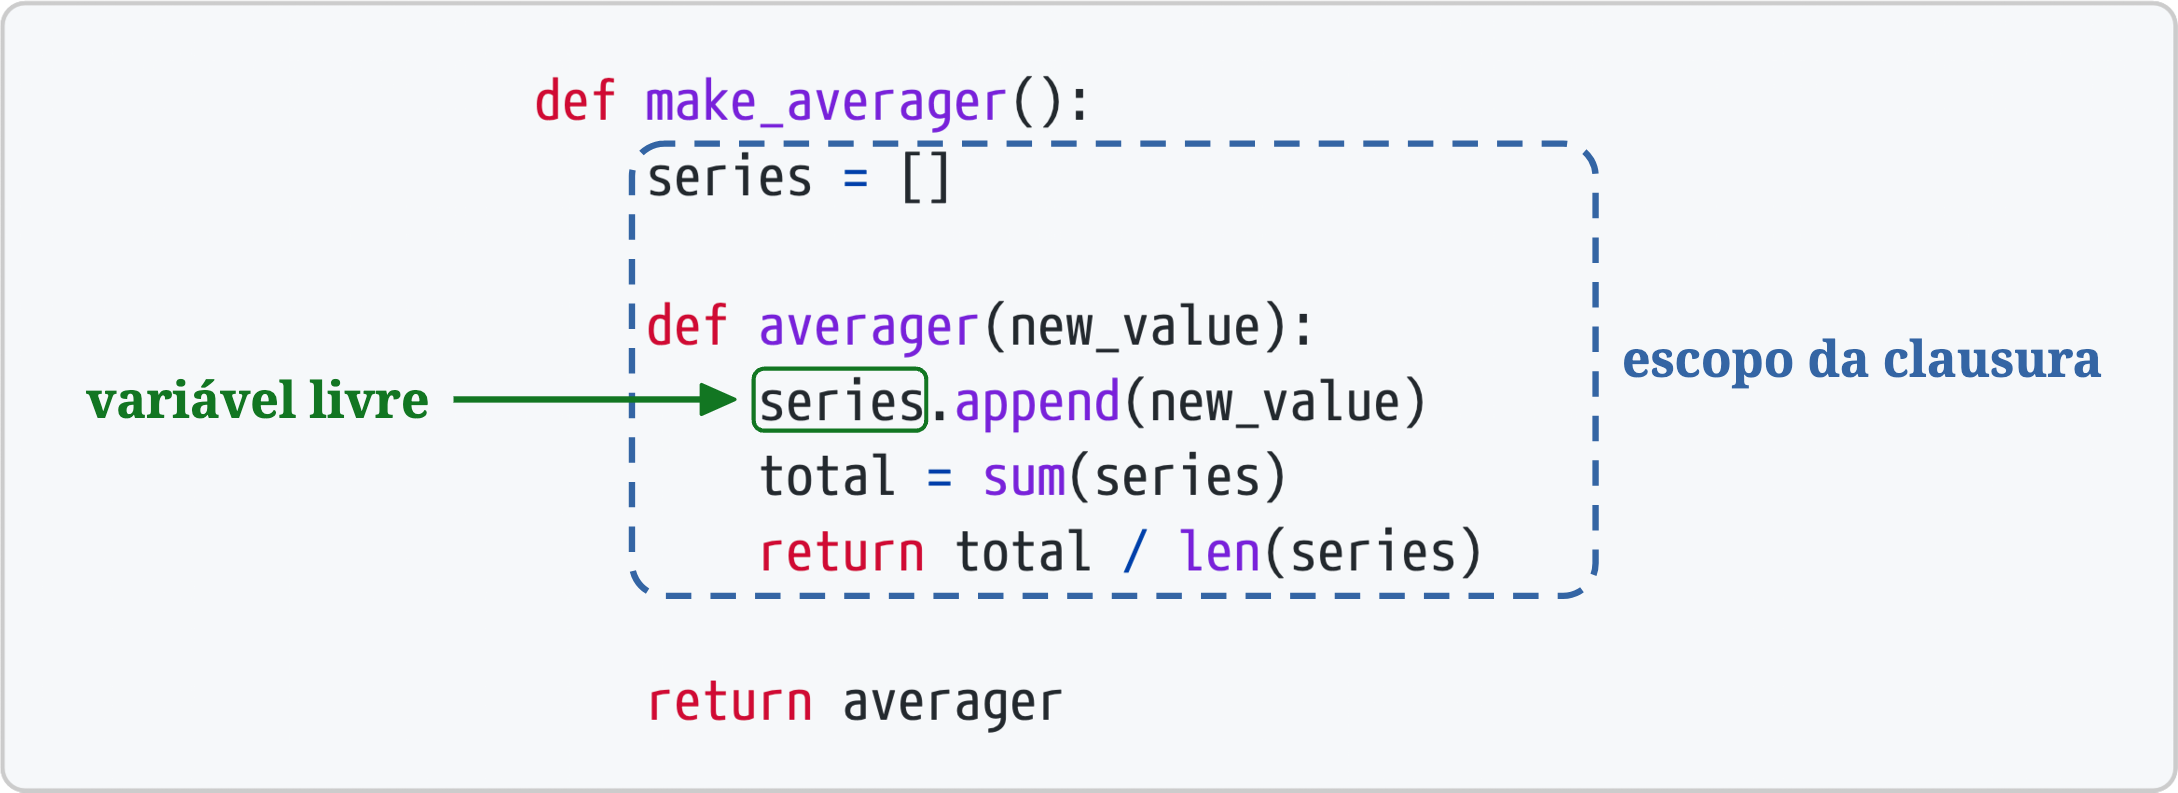 def make_averager():
series = []
def averager(new_value):
variável livre
series.append(new_value)
escopo da clausura
total = sum(series)
return total / len(series)
return averager